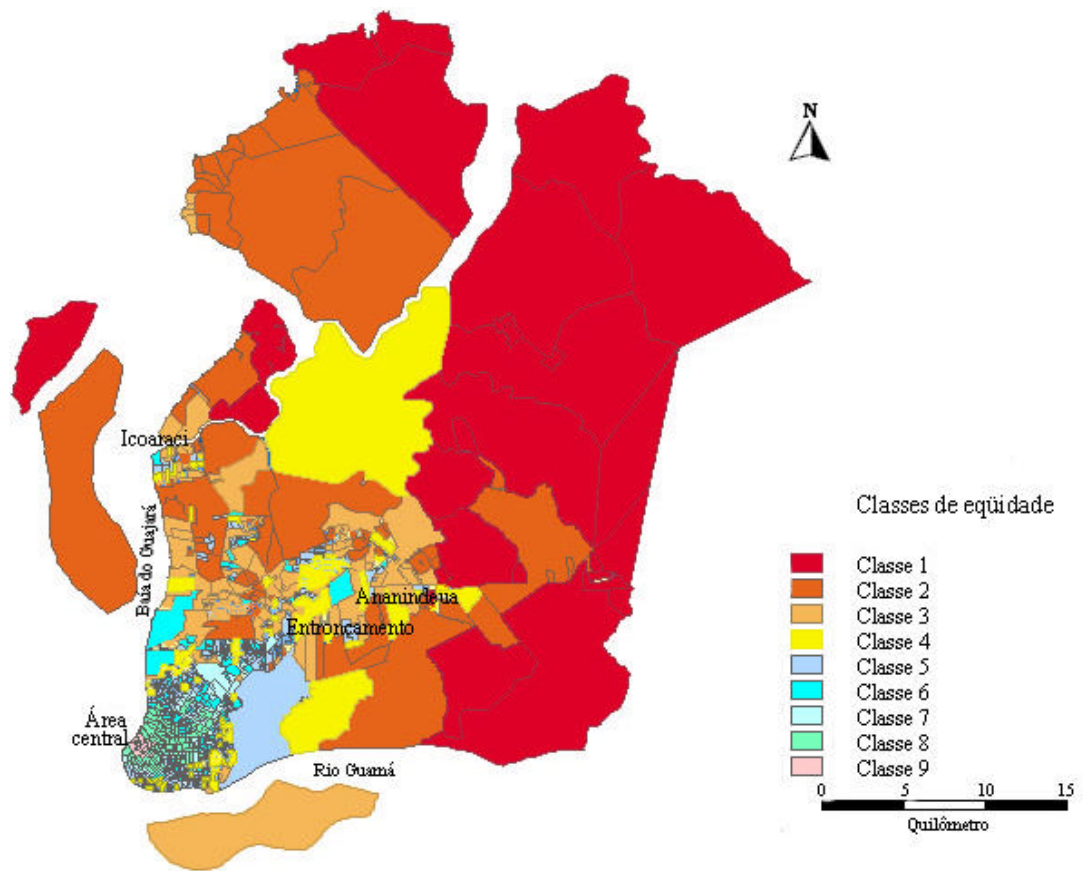 N
Icoaraci
Baia do Guajará
Ananindeua
Entroncamento
Área
central
Rio Guamá
Classes de eqüidade
Classe 1
Classe 2
Classe 3
Classe 4
Classe 5
Classe 6
Classe 7
Classe 8
Classe 9
0 5 10 15
Quilômetro